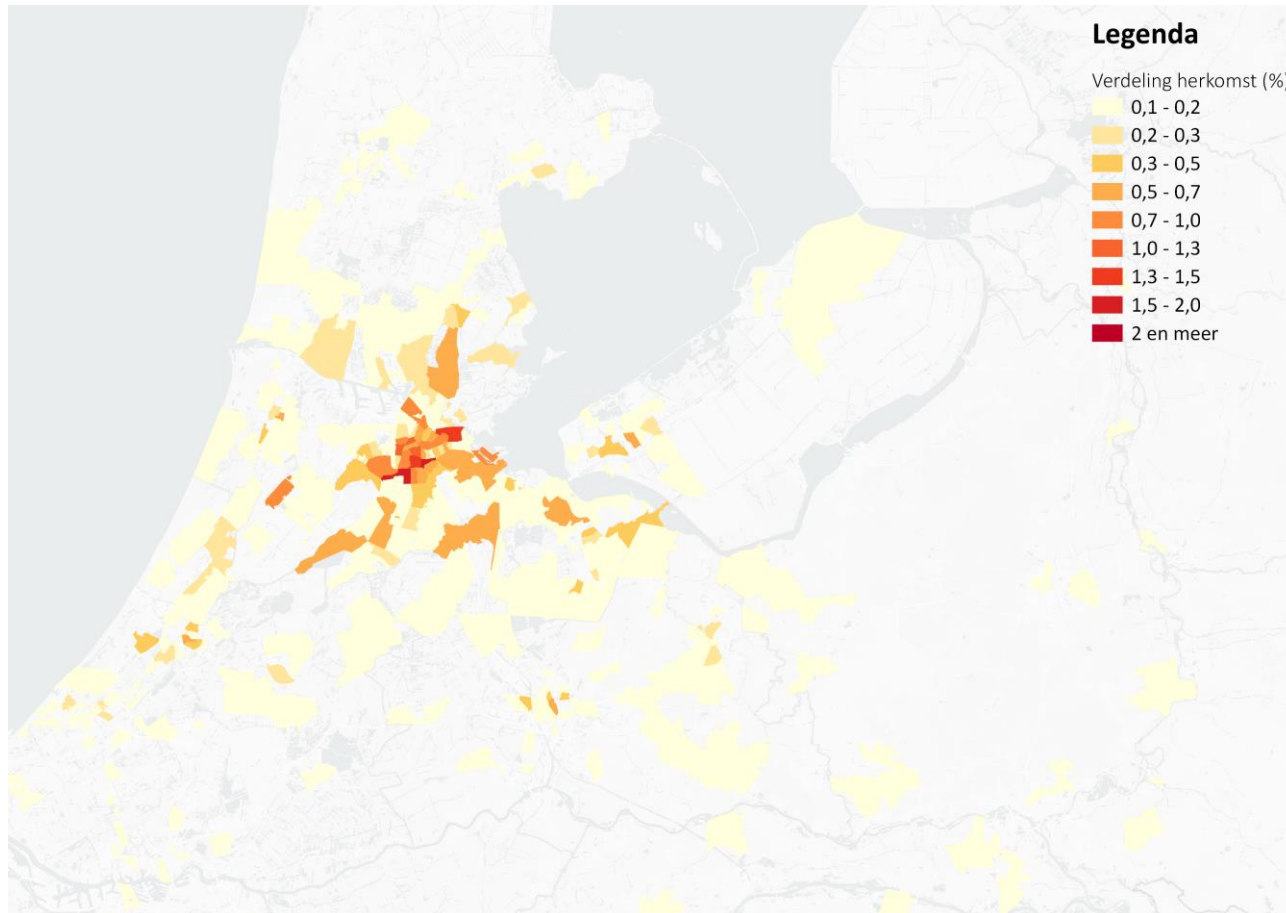 Legenda
Verdeling herkomst (%)
0,1 - 0,2
0,2 - 0,3
0,3 - 0,5
0,5 - 0,7
0,7 - 1,0
1,0 - 1,3
1,3 - 1,5
1,5 - 2,0
2 en meer